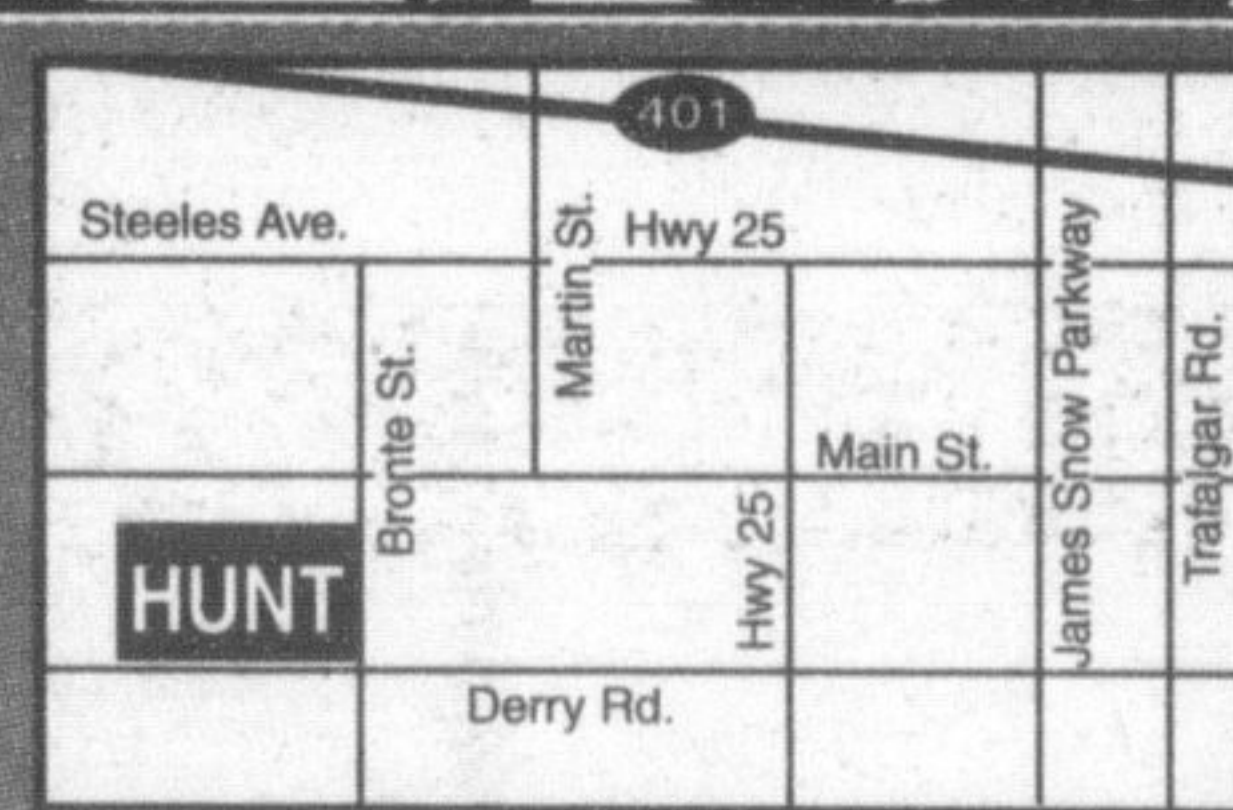 401
Steeles Ave.
Martin St.
Hwy 25
James Snow Parkway
Trafalgar Rd.
Bronte St.
Main St.
Hwy 25
HUNT
Derry Rd.